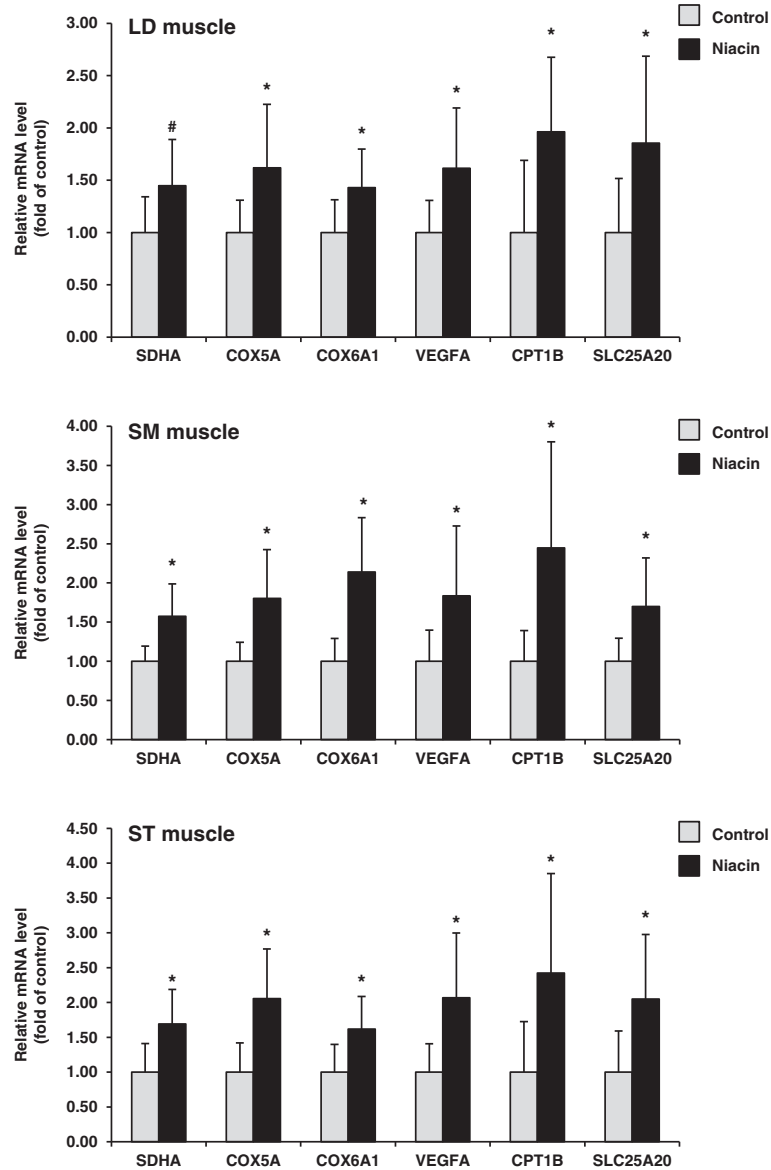 LD muscle
Control
Niacin
Relative mRNA level
(fold of control)
3.00
2.50
2.00
1.50
1.00
0.50
0.00
#
*
*
*
*
*
SDHA COX5A COX6A1 VEGFA CPT1B SLC25A20
SM muscle
Control
Niacin
Relative mRNA level
(fold of control)
4.00
3.50
3.00
2.50
2.00
1.50
1.00
0.50
0.00
*
*
*
*
*
*
SDHA COX5A COX6A1 VEGFA CPT1B SLC25A20
ST muscle
Control
Niacin
Relative mRNA level
(fold of control)
4.50
4.00
3.50
3.00
2.50
2.00
1.50
1.00
0.50
0.00
*
*
*
*
*
*
SDHA COX5A COX6A1 VEGFA CPT1B SLC25A20